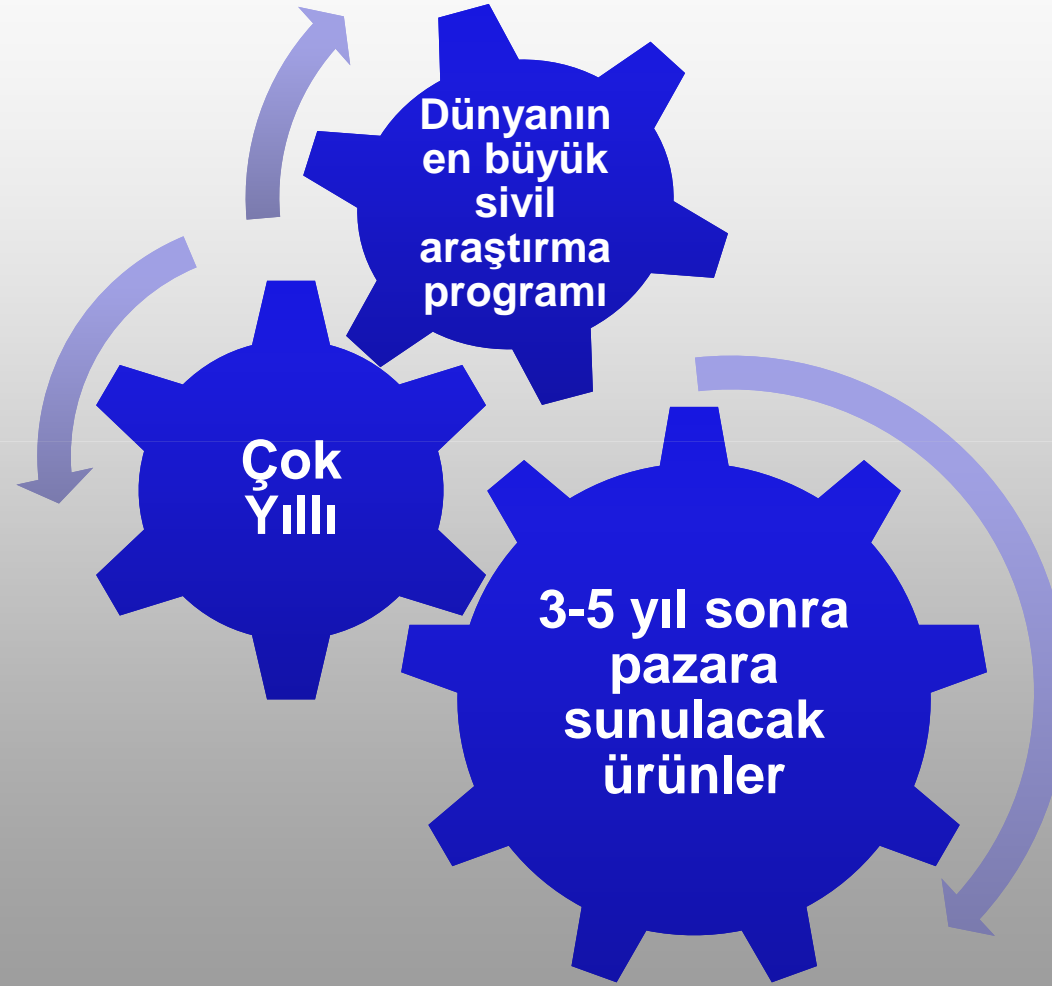 Dünyanın
en büyük
sivil
araştırma
programı
Çok
Yıllı
3-5 yıl sonra
pazara
sunulacak
ürünler